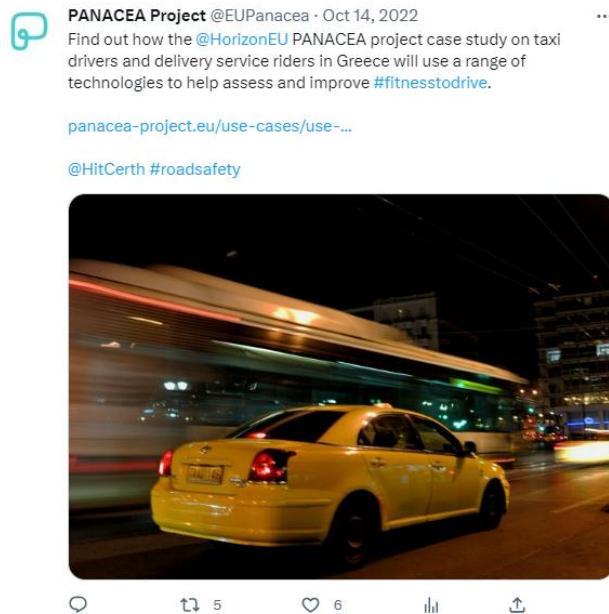 PANACEA Project @EUPanacea · Oct 14, 2022
Find out how the @HorizonEU PANACEA project case study on taxi
drivers and delivery service riders in Greece will use a range of
technologies to help assess and improve #fitnesstodrive.
panacea-project.eu/use-cases/use-...
@HitCerth #roadsafety
5 6